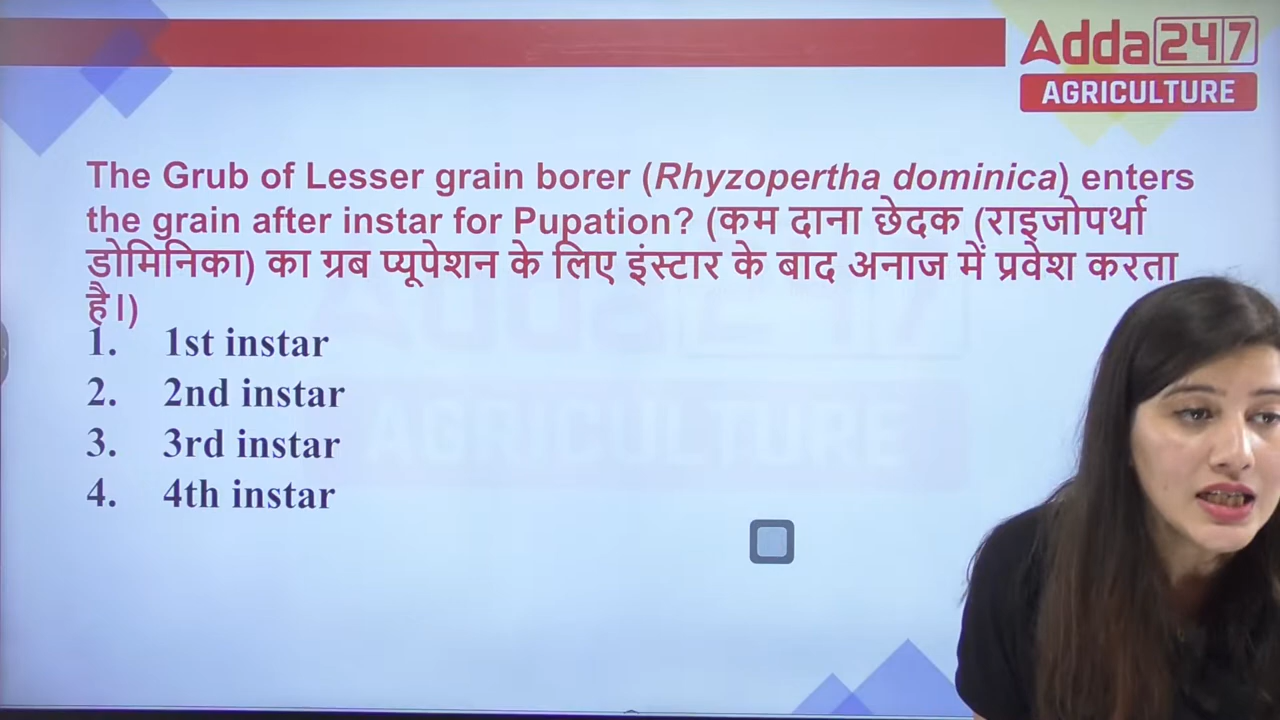 Adda247
AGRICULTURE
The Grub of Lesser grain borer (Rhyzopertha dominica) enters
the grain after instar for Pupation? (कम दाना छेदक (राइजोपर्था
डोमिनिका) का ग्रब प्यूपेशन के लिए इंस्टार के बाद अनाज में प्रवेश करता
है।)
1. 1st instar
2. 2nd instar
3. 3rd instar
4. 4th instar
Adda247
AGRICULTURE